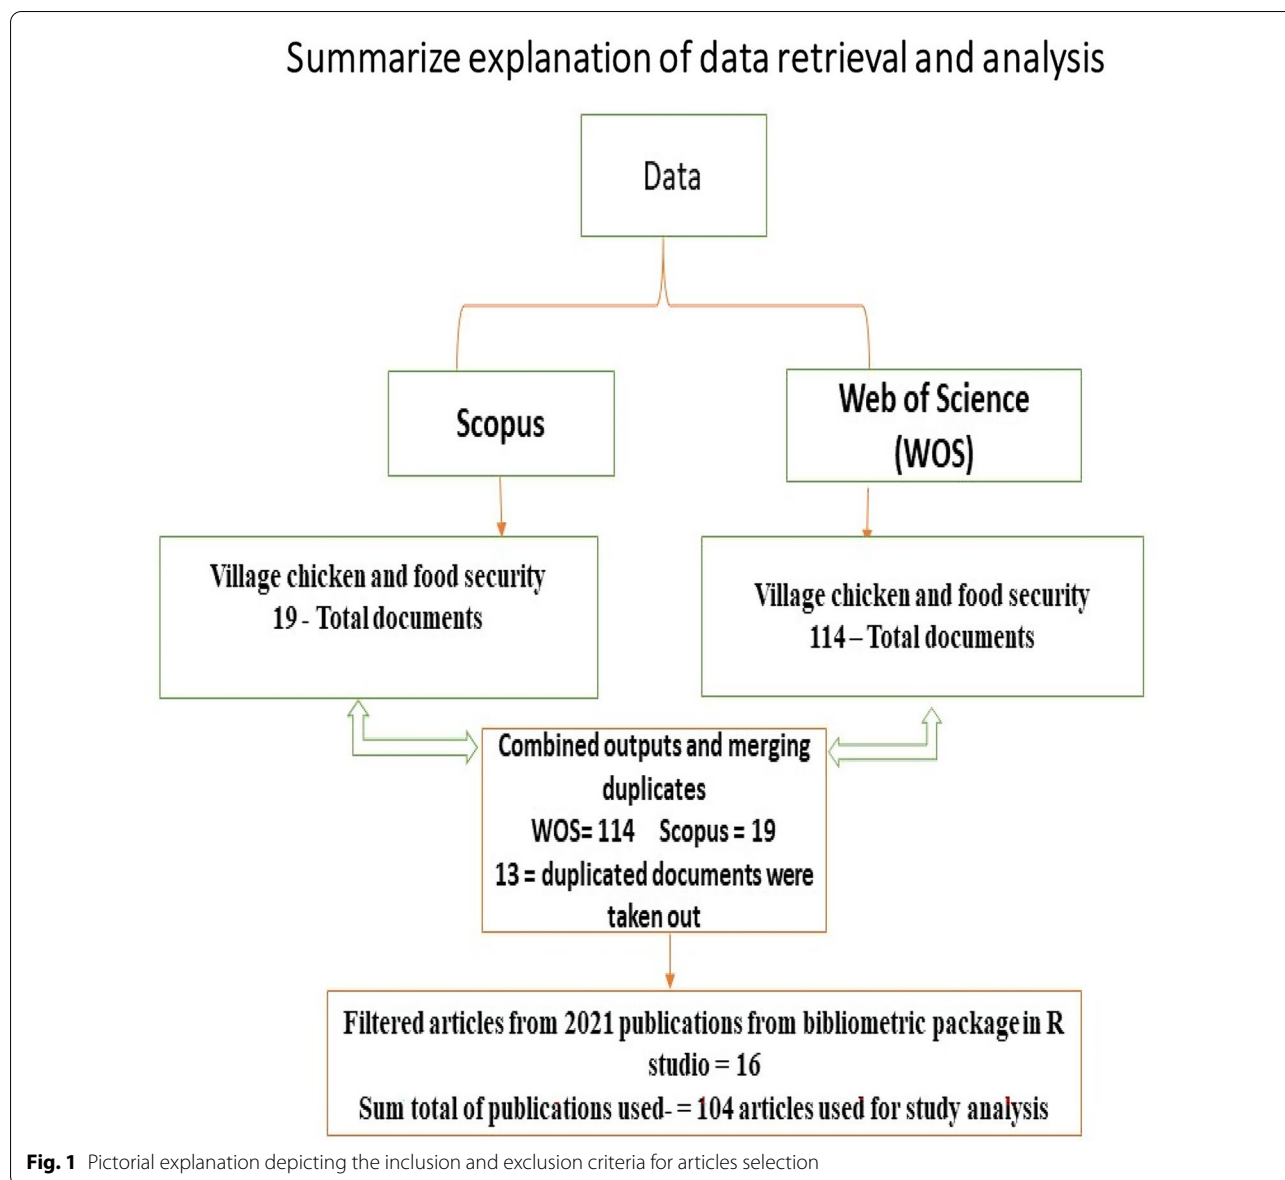 Summarize explanation of data retrieval and analysis
Data
Scopus
Web of Science
(WOS)
Village chicken and food security
19 - Total documents
Village chicken and food security
114 – Total documents
Combined outputs and merging
duplicates
WOS= 114 Scopus = 19
13 = duplicated documents were
taken out
Filtered articles from 2021 publications from bibliometric package in R
studio = 16
Sum total of publications used- = 104 articles used for study analysis
Fig. 1 Pictorial explanation depicting the inclusion and exclusion criteria for articles selection